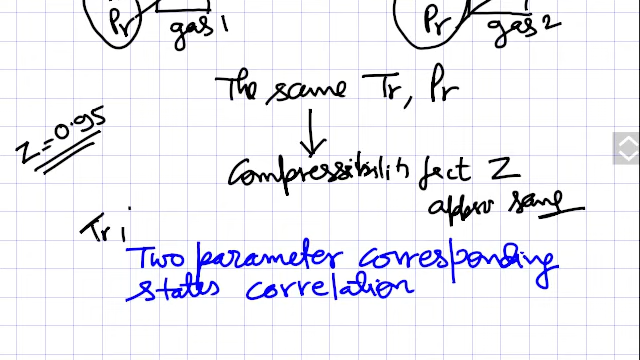 Pr
gas 1
Pr
gas 2
The same Tr, Pr
Z=0.95
Compressibility fact Z
approx same
Tr i
Two parameter corresponding
states correlation